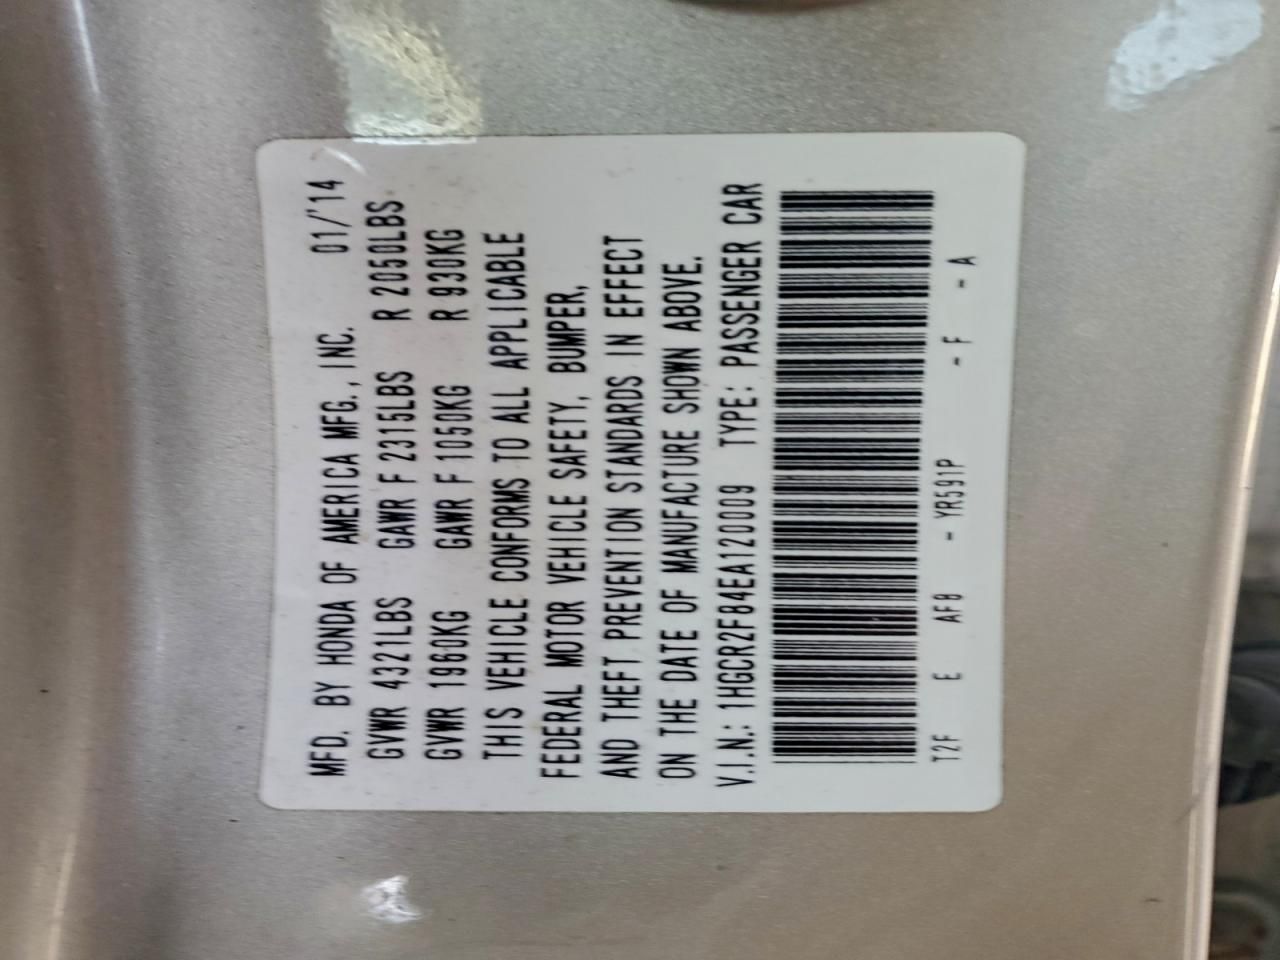 MFD. BY HONDA OF AMERICA MFG., INC. 01/'14
GVWR 4321LBS GAWR F 2315LBS R 2050LBS
GVWR 1960KG GAWR F 1050KG R 930KG
THIS VEHICLE CONFORMS TO ALL APPLICABLE
FEDERAL MOTOR VEHICLE SAFETY, BUMPER,
AND THEFT PREVENTION STANDARDS IN EFFECT
ON THE DATE OF MANUFACTURE SHOWN ABOVE.
V.I.N.: 1HGCR2F84EA120009 TYPE: PASSENGER CAR
T2F E AF8 - YR591P - F - A